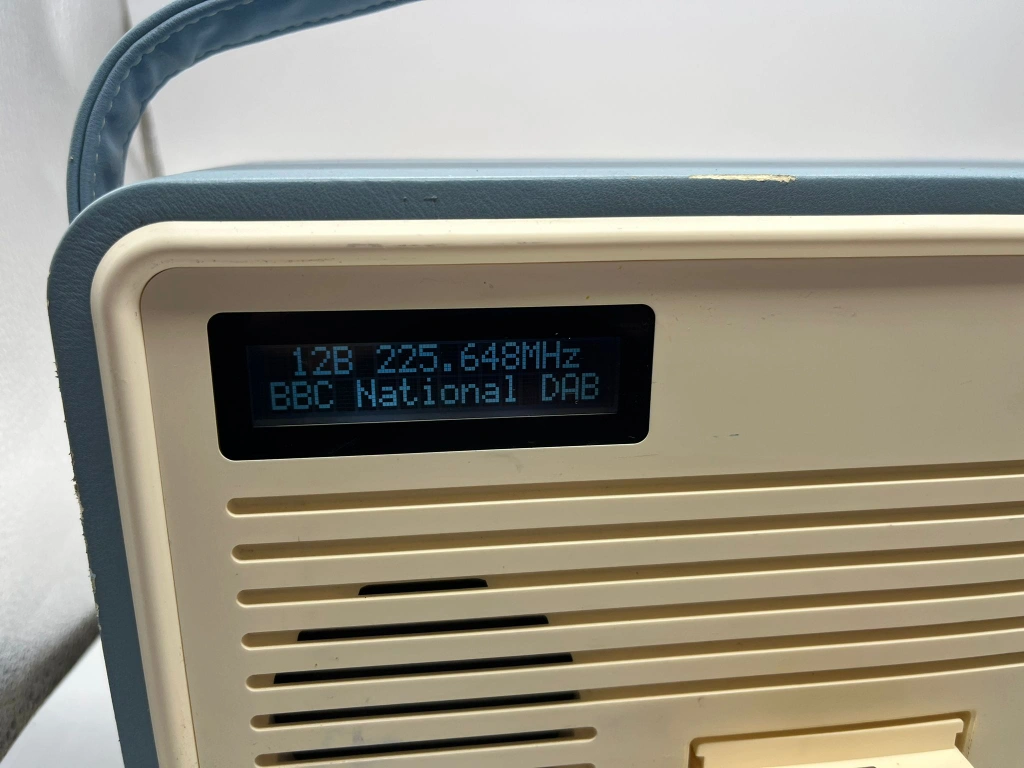 12B 225.648MHz
BBC National DAB